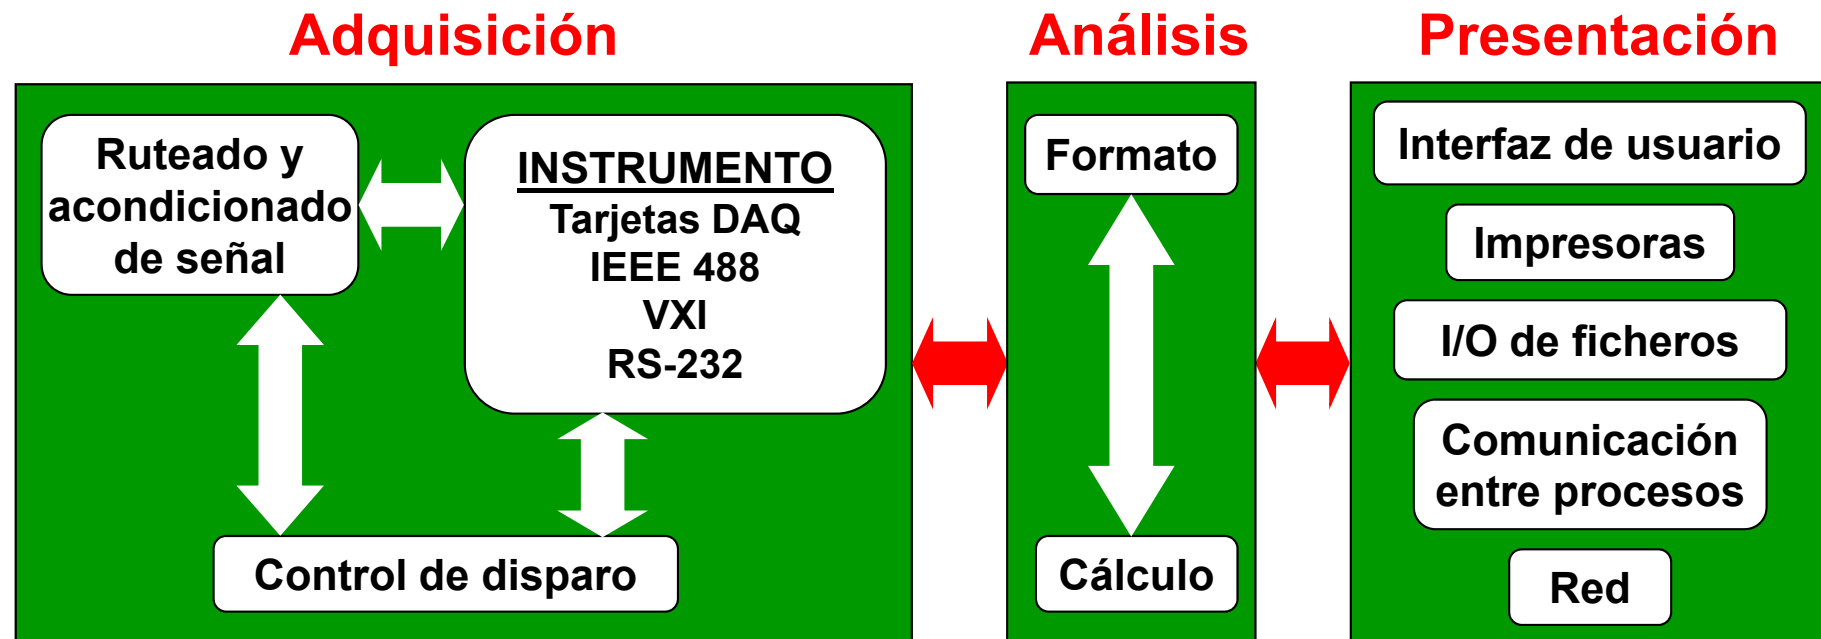 Adquisición
Análisis
Presentación
Ruteado y
acondicionado
de señal
INSTRUMENTO
Tarjetas DAQ
IEEE 488
VXI
RS-232
Control de disparo
Formato
Cálculo
Interfaz de usuario
Impresoras
I/O de ficheros
Comunicación
entre procesos
Red